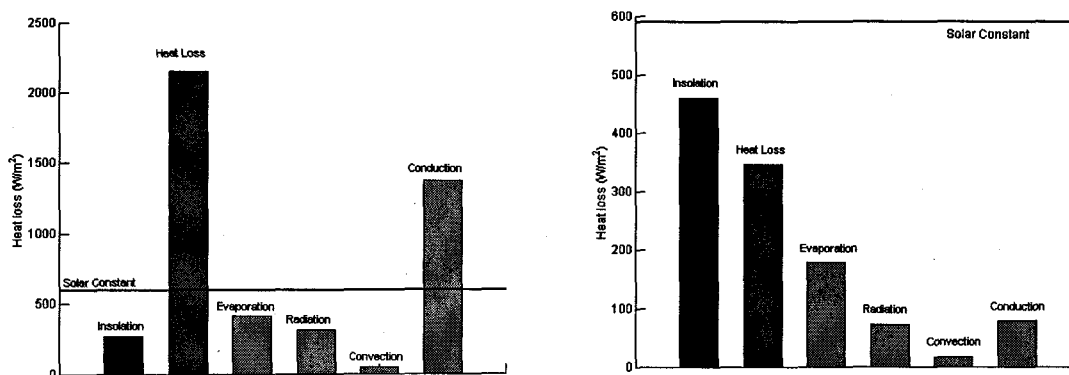 2500
Heat Loss
2000
1500
Conduction
Heat loss (W/m²)
1000
Solar Constant
500
Evaporation
Radiation
Insolation
Convection
0
600
Solar Constant
500
Insolation
400
Heat Loss
Heat loss (W/m²)
300
200
Evaporation
100
Radiation
Conduction
Convection
0